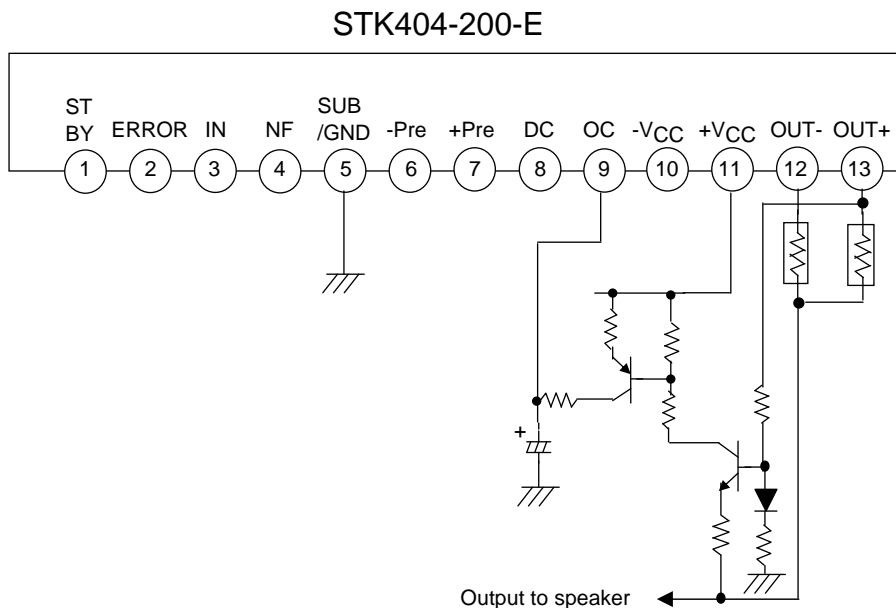 STK404-200-E
ST
BY ERROR IN NF SUB
/GND -Pre +Pre DC OC -VCC +VCC OUT- OUT+
1 2 3 4 5 6 7 8 9 10 11 12 13
+
Output to speaker